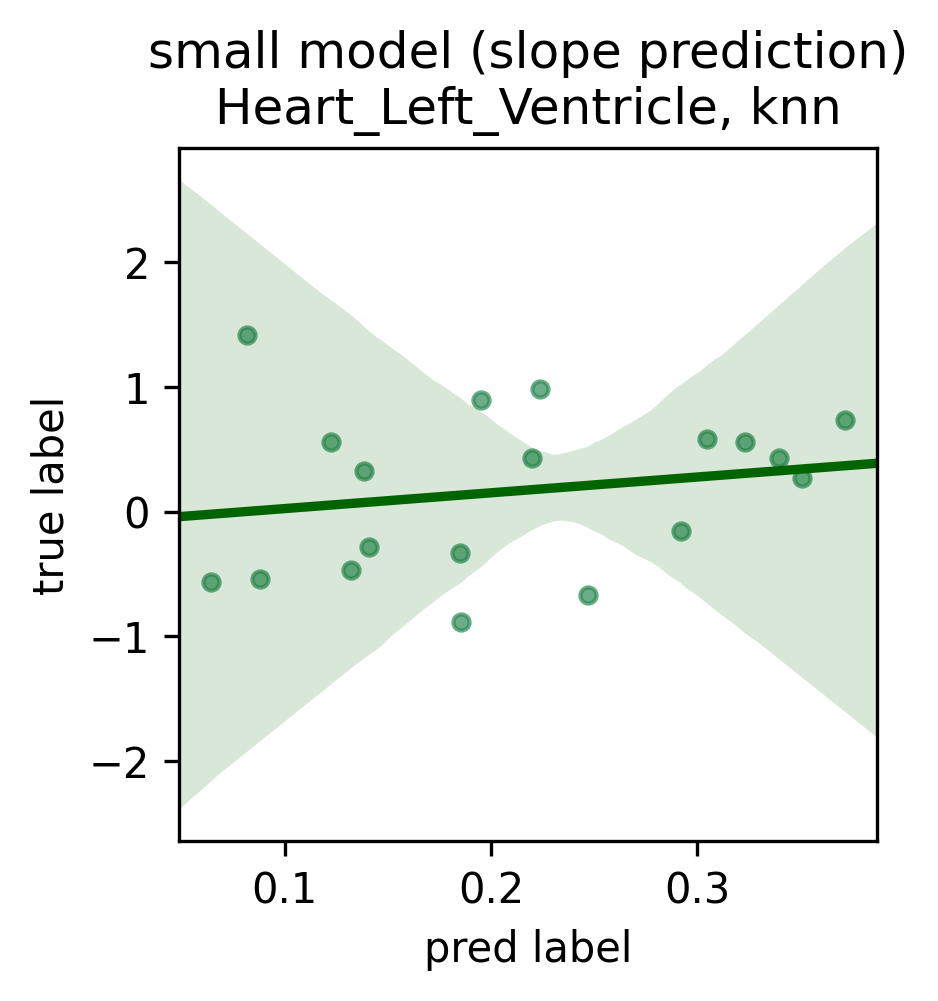 small model (slope prediction)
Heart_Left_Ventricle, knn
2
1
0
−1
−2
true label
0.1 0.2 0.3
pred label